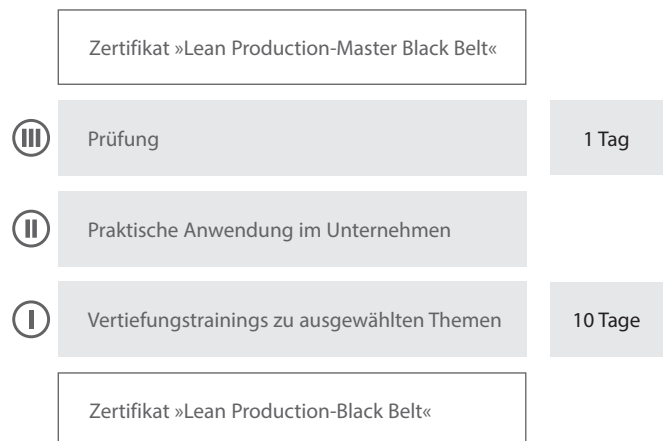 Zertifikat »Lean Production-Master Black Belt«
III Prüfung 1 Tag
II Praktische Anwendung im Unternehmen
I Vertiefungstrainings zu ausgewählten Themen 10 Tage
Zertifikat »Lean Production-Black Belt«